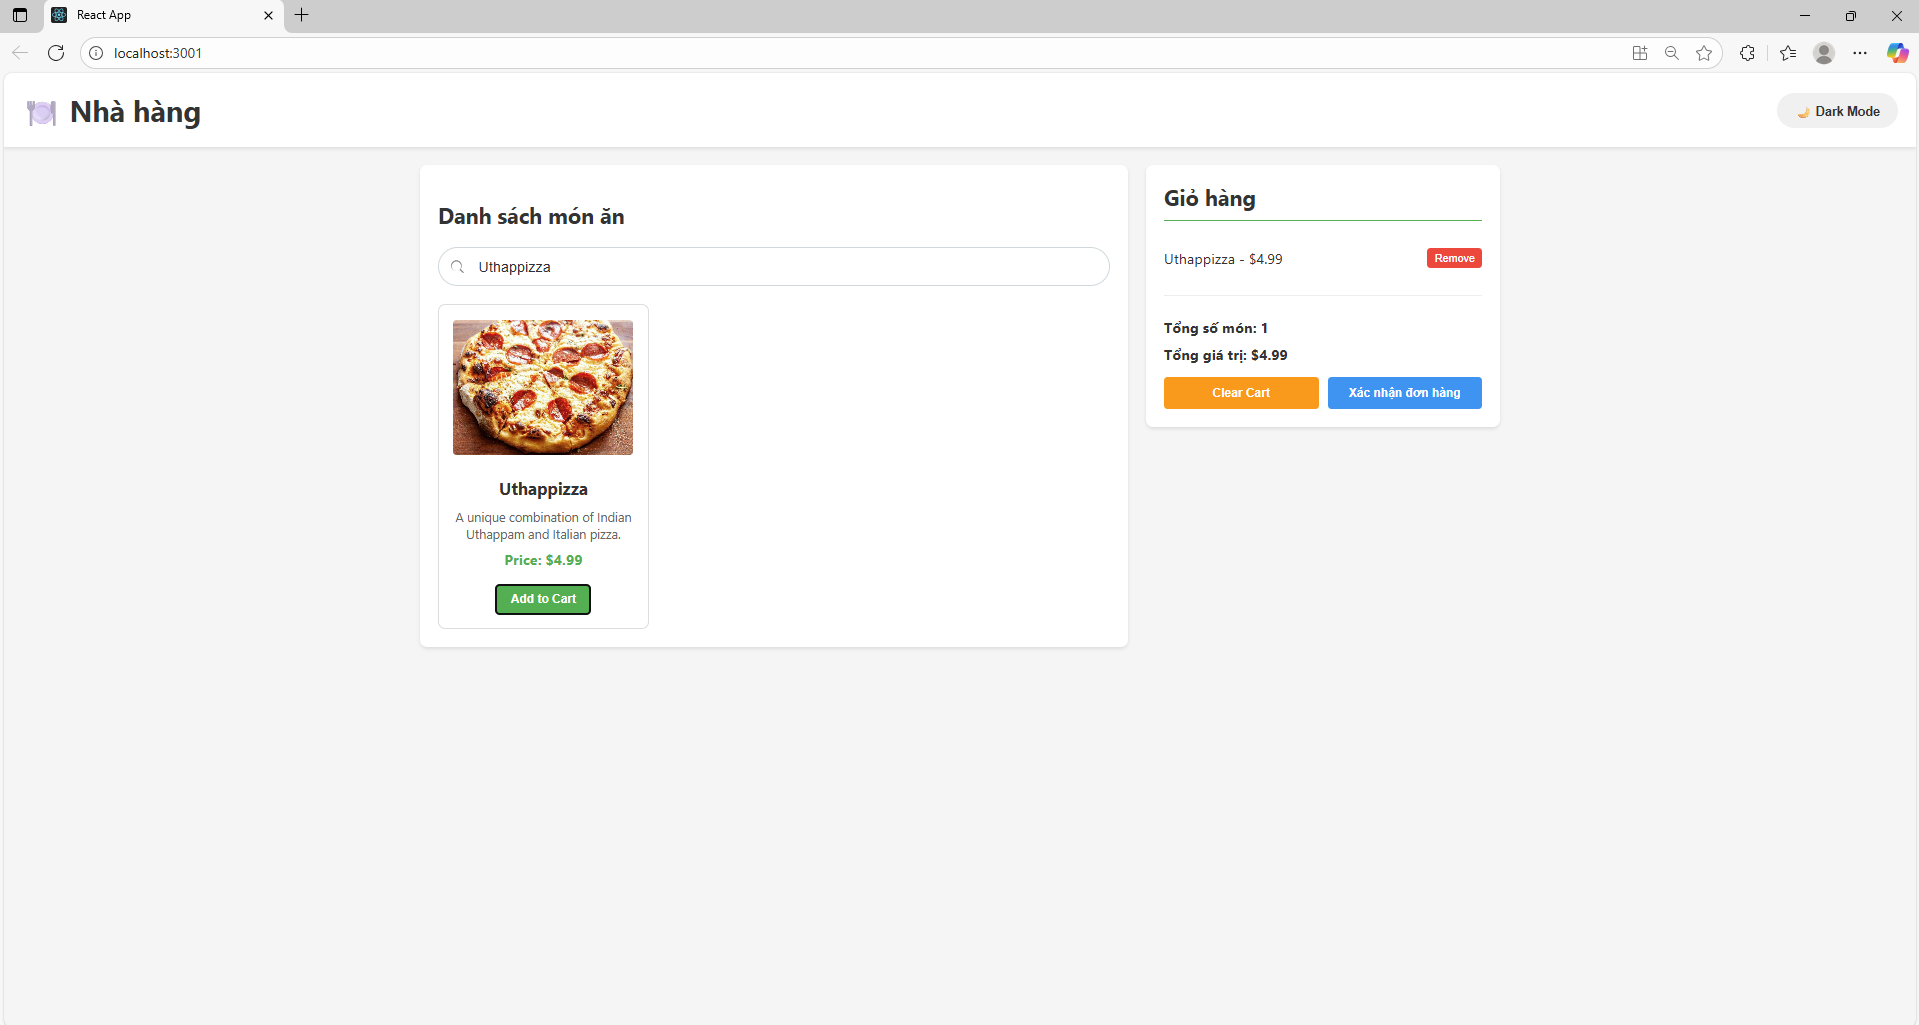 React App
localhost:3001
Nhà hàng
🌙 Dark Mode
Danh sách món ăn
Uthappizza
Uthappizza
A unique combination of Indian
Uthappam and Italian pizza.
Price: $4.99
Add to Cart
Giỏ hàng
Uthappizza - $4.99
Remove
Tổng số món: 1
Tổng giá trị: $4.99
Clear Cart
Xác nhận đơn hàng